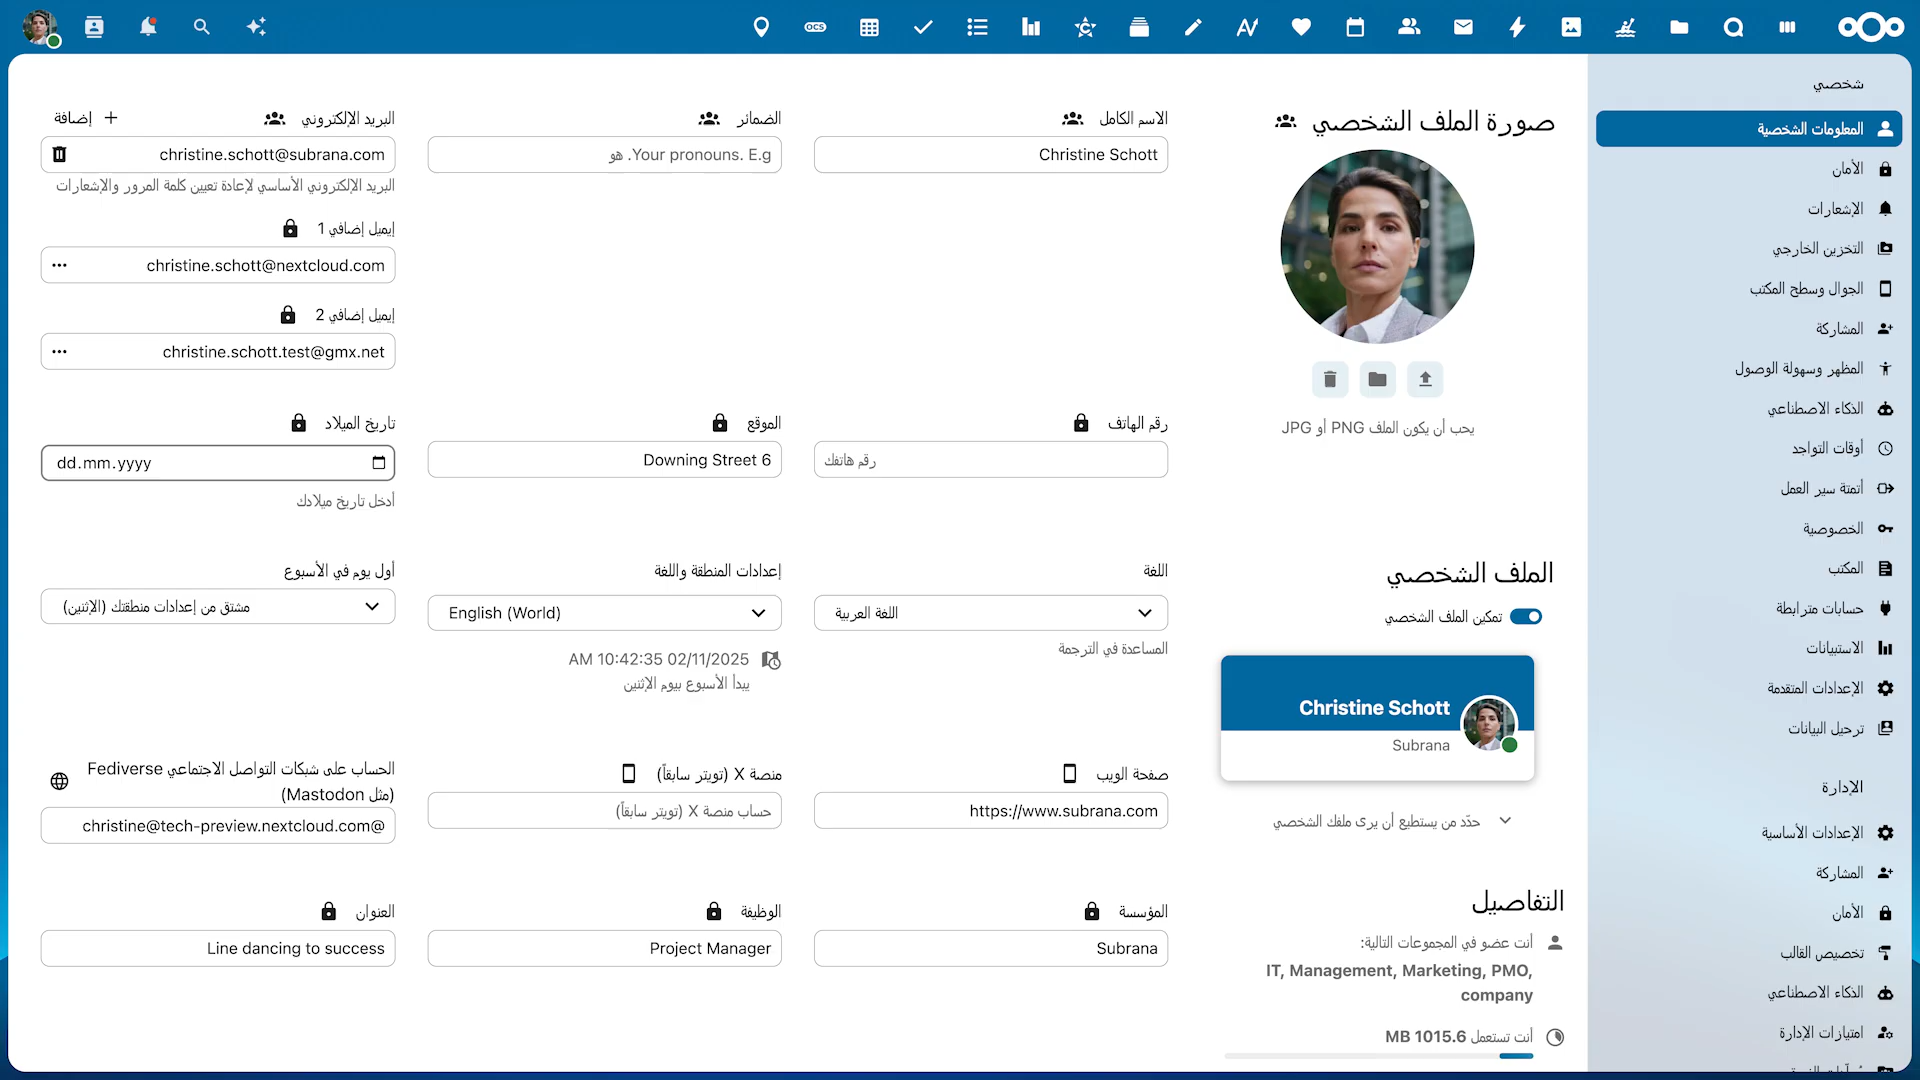 OCS
شخصي
المعلومات الشخصية
الأمان
الإشعارات
التخزين الخارجي
الجوال وسطح المكتب
المشاركة
المظهر وسهولة الوصول
الذكاء الاصطناعي
أوقات التواجد
أتمتة سير العمل
الخصوصية
المكتب
حسابات مترابطة
الاستبيانات
الإعدادات المتقدمة
ترحيل البيانات
الإدارة
الإعدادات الأساسية
المشاركة
الأمان
تخصيص القالب
الذكاء الاصطناعي
امتيازات الإدارة
صورة الملف الشخصي
يحب أن يكون الملف PNG أو JPG
الملف الشخصي
تمكين الملف الشخصي
Christine Schott
Subrana
حدّد من يستطيع أن يرى ملفك الشخصي
التفاصيل
أنت عضو في المجموعات التالية:
IT, Management, Marketing, PMO,
company
أنت تستعمل 1015.6 MB
الاسم الكامل
Christine Schott
الضمائر
Your pronouns. E.g. هو
البريد الإلكتروني
إضافة
christine.schott@subrana.com
البريد الإلكتروني الأساسي لإعادة تعيين كلمة المرور والإشعارات
إيميل إضافي 1
christine.schott@nextcloud.com
إيميل إضافي 2
christine.schott.test@gmx.net
رقم الهاتف
رقم هاتفك
الموقع
Downing Street 6
تاريخ الميلاد
dd.mm.yyyy
أدخل تاريخ ميلادك
اللغة
اللغة العربية
المساعدة في الترجمة
إعدادات المنطقة واللغة
English (World)
02/11/2025 10:42:35 AM
يبدأ الأسبوع بيوم الإثنين
أول يوم في الأسبوع
مشتق من إعدادات منطقتك (الإثنين)
صفحة الويب
https://www.subrana.com
منصة X (تويتر سابقاً)
حساب منصة X (تويتر سابقاً)
الحساب على شبكات التواصل الاجتماعي Fediverse
(مثل Mastodon)
@christine@tech-preview.nextcloud.com
المؤسسة
Subrana
الوظيفة
Project Manager
العنوان
Line dancing to success